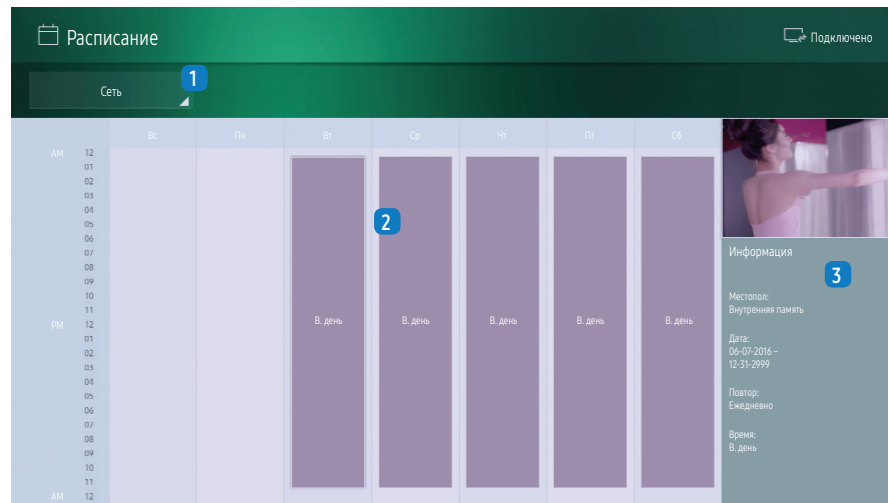 Расписание
Подключено
Сеть
1
Вс Пн Вт Ср Чт Пт Сб
AM 12
01
02
03
04
05
06
07
08
09
10
11
PM 12
01
02
03
04
05
06
07
08
09
10
11
AM 12
2
В. день В. день В. день В. день В. день
3
Информация
Местопол:
Внутренняя память
Дата:
06-07-2016 –
12-31-2999
Повтор:
Ежедневно
Время:
В. день